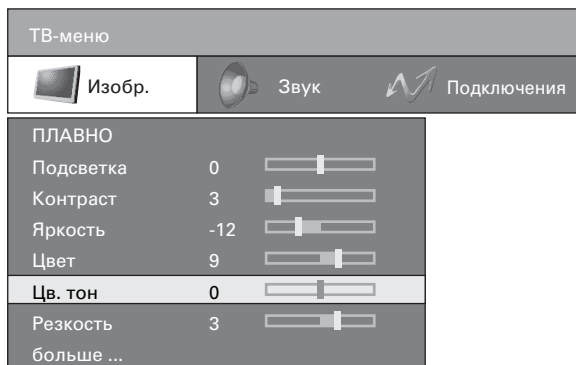 ТВ-меню
Изобр. Звук Подключения
ПЛАВНО
Подсветка 0
Контраст 3
Яркость -12
Цвет 9
Цв. тон 0
Резкость 3
больше ...